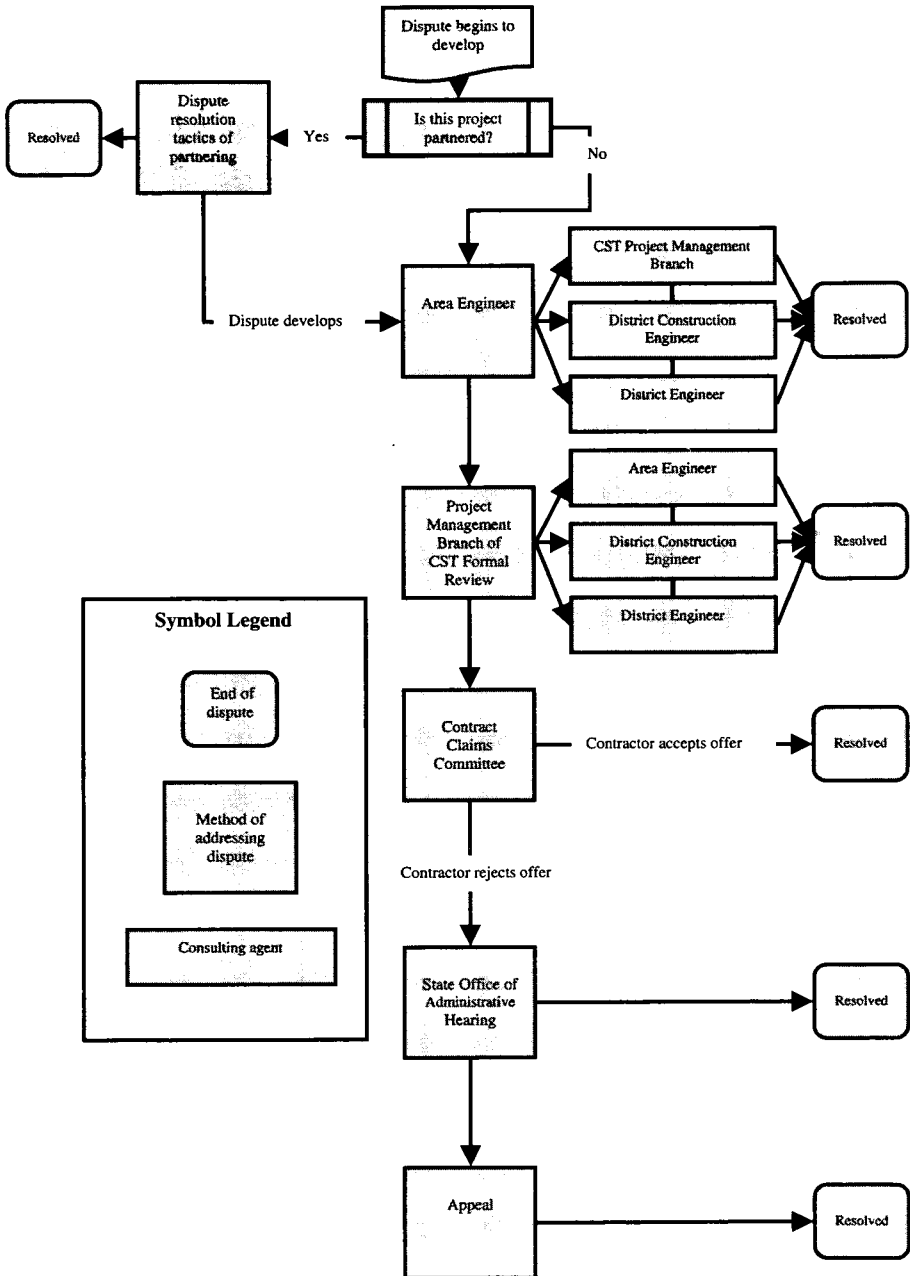 Dispute begins to
develop
Is this project
partnered?
Yes
No
Dispute
resolution
tactics of
partnering
Resolved
Dispute develops
Area Engineer
CST Project Management
Branch
District Construction
Engineer
District Engineer
Resolved
Project
Management
Branch of
CST Formal
Review
Area Engineer
District Construction
Engineer
District Engineer
Resolved
Symbol Legend
End of
dispute
Method of
addressing
dispute
Consulting agent
Contract
Claims
Committee
Contractor accepts offer
Resolved
Contractor rejects offer
State Office of
Administrative
Hearing
Resolved
Appeal
Resolved